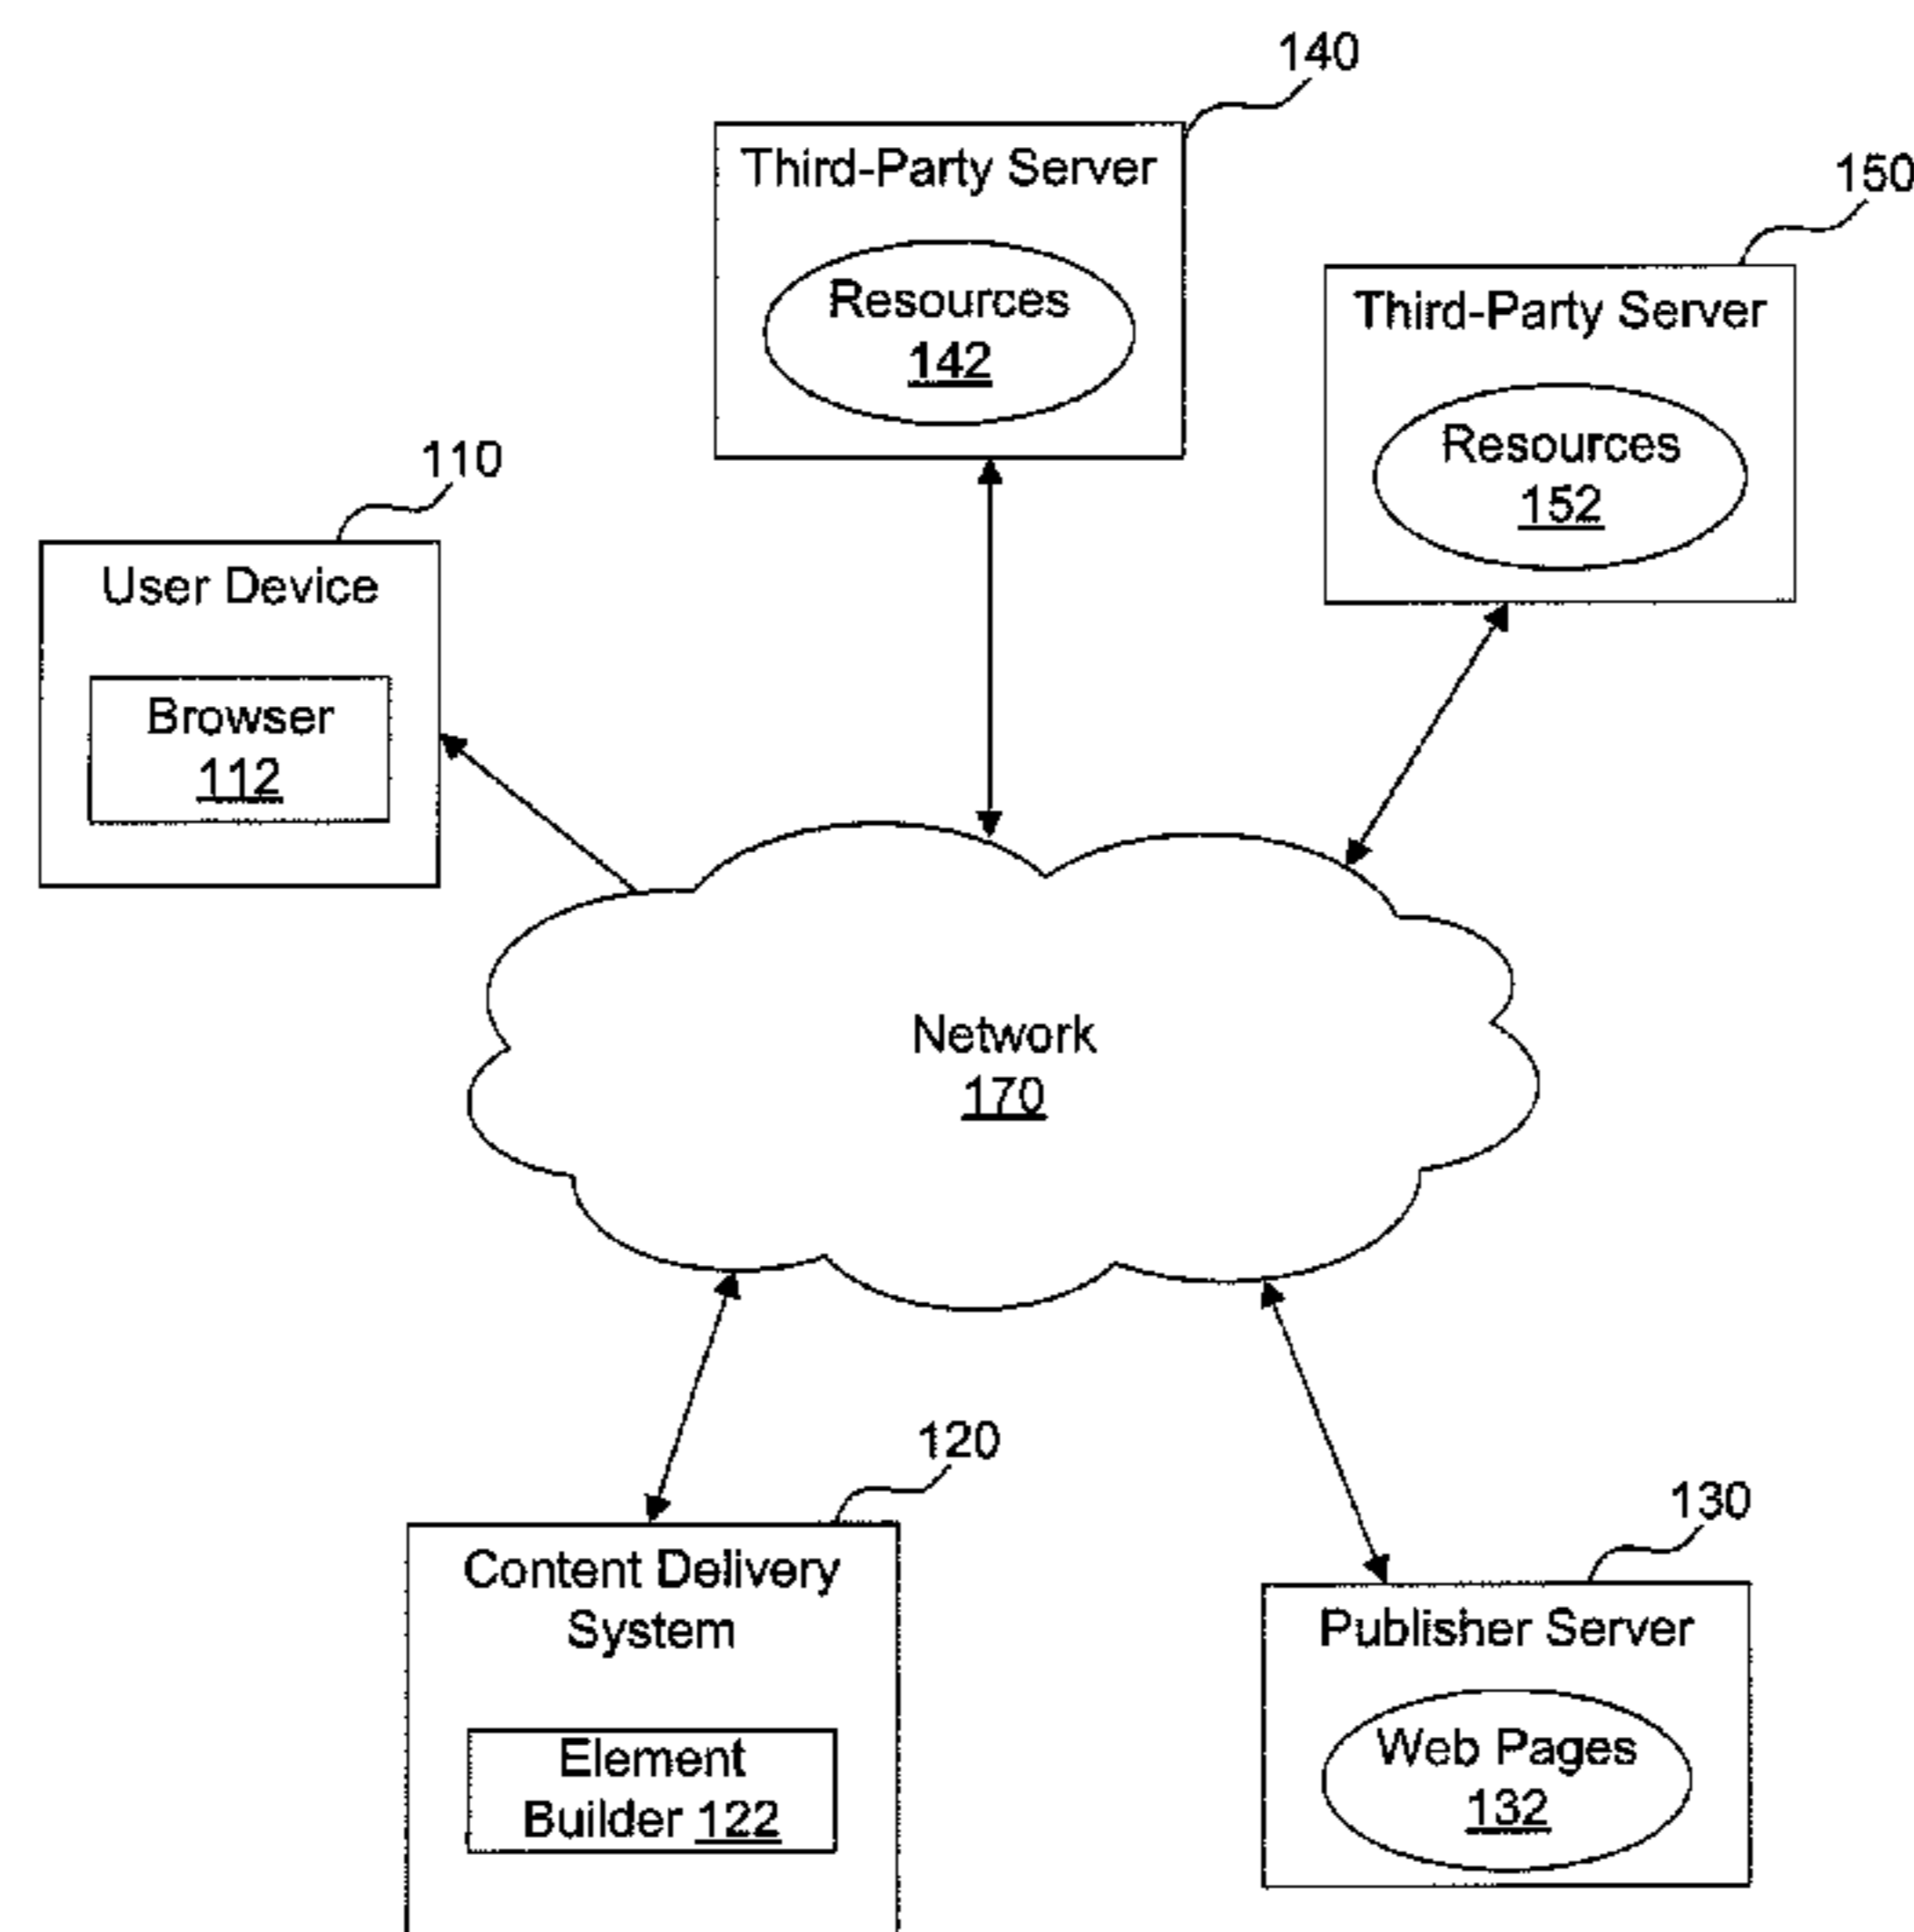 140
Third-Party Server
Resources
142
150
Third-Party Server
Resources
152
110
User Device
Browser
112
Network
170
120
Content Delivery
System
Element
Builder 122
130
Publisher Server
Web Pages
132